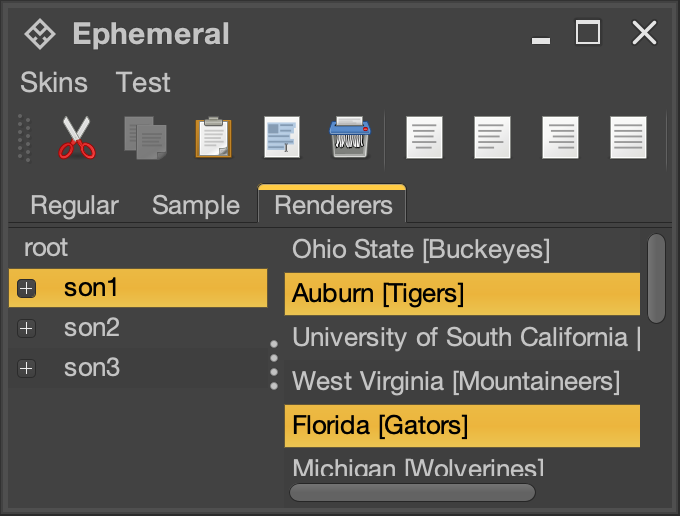 Ephemeral
Skins Test
Regular Sample Renderers
root
son1
son2
son3
Ohio State [Buckeyes]
Auburn [Tigers]
University of South California [
West Virginia [Mountaineers]
Florida [Gators]
Michigan [Wolverines]